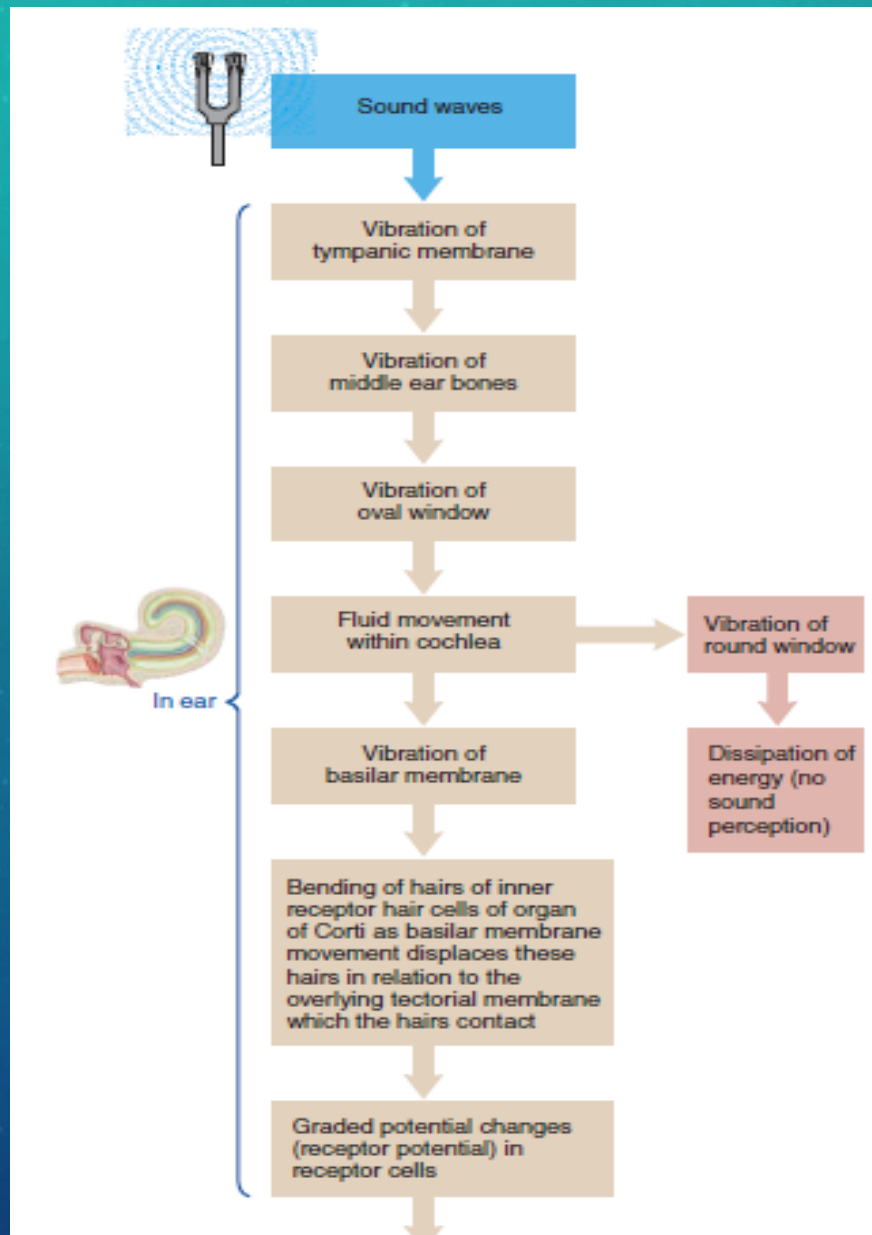 Sound waves
Vibration of
tympanic membrane
Vibration of
middle ear bones
Vibration of
oval window
Fluid movement
within cochlea
Vibration of
round window
In ear
Vibration of
basilar membrane
Dissipation of
energy (no
sound
perception)
Bending of hairs of inner
receptor hair cells of organ
of Corti as basilar membrane
movement displaces these
hairs in relation to the
overlying tectorial membrane
which the hairs contact
Graded potential changes
(receptor potential) in
receptor cells